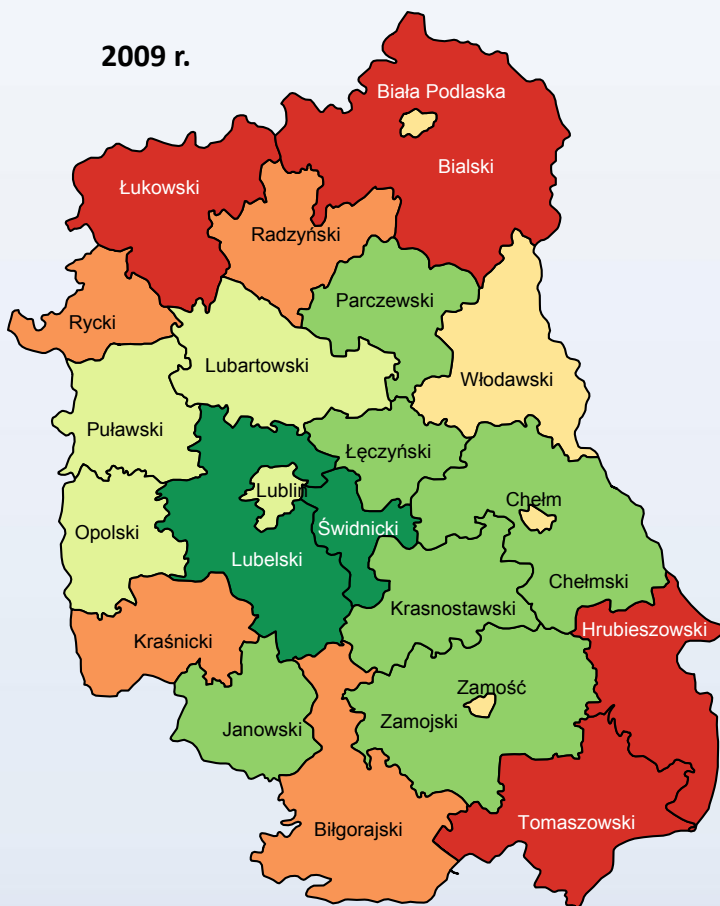 2009 r.
Biała Podlaska
Bialski
Łukowski
Radzyński
Parczewski
Rycki
Lubartowski
Włodawski
Puławski
Łęczyński
Lublin
Chełm
Świdnicki
Opolski
Lubelski
Chełmski
Krasnostawski
Hrubieszowski
Kraśnicki
Zamość
Zamojski
Janowski
Tomaszowski
Biłgorajski